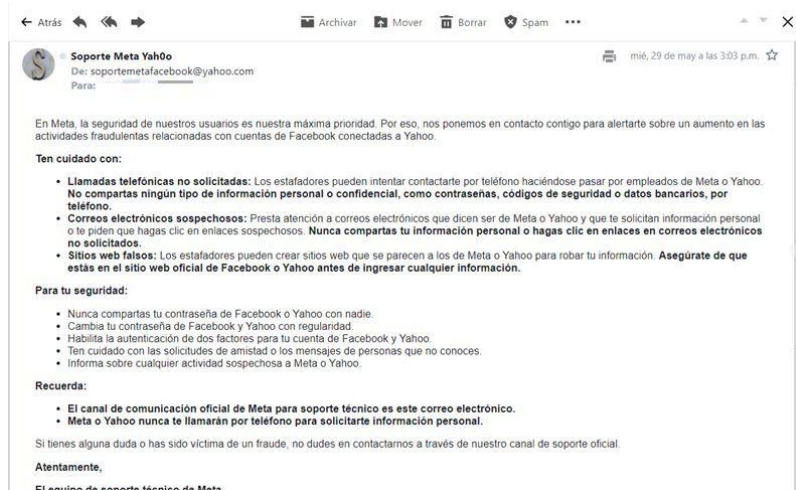 Atrás Archivar Mover Borrar Spam
Soporte Meta Yah0o mié, 29 de may a las 3:03 p.m.
De: soportemetafacebook@yahoo.com
Para:
En Meta, la seguridad de nuestros usuarios es nuestra máxima prioridad. Por eso, nos ponemos en contacto contigo para alertarte sobre un aumento en las
actividades fraudulentas relacionadas con cuentas de Facebook conectadas a Yahoo.
Ten cuidado con:
• Llamadas telefónicas no solicitadas: Los estafadores pueden intentar contactarte por teléfono haciéndose pasar por empleados de Meta o Yahoo.
No compartas ningún tipo de información personal o confidencial, como contraseñas, códigos de seguridad o datos bancarios, por
teléfono.
• Correos electrónicos sospechosos: Presta atención a correos electrónicos que dicen ser de Meta o Yahoo y que te solicitan información personal
o te piden que hagas clic en enlaces sospechosos. Nunca compartas tu información personal o hagas clic en enlaces en correos electrónicos
no solicitados.
• Sitios web falsos: Los estafadores pueden crear sitios web que se parecen a los de Meta o Yahoo para robar tu información. Asegúrate de que
estás en el sitio web oficial de Facebook o Yahoo antes de ingresar cualquier información.
Para tu seguridad:
• Nunca compartas tu contraseña de Facebook o Yahoo con nadie.
• Cambia tu contraseña de Facebook y Yahoo con regularidad.
• Habilita la autenticación de dos factores para tu cuenta de Facebook y Yahoo.
• Ten cuidado con las solicitudes de amistad o los mensajes de personas que no conoces.
• Informa sobre cualquier actividad sospechosa a Meta o Yahoo.
Recuerda:
• El canal de comunicación oficial de Meta para soporte técnico es este correo electrónico.
• Meta o Yahoo nunca te llamarán por teléfono para solicitarte información personal.
Si tienes alguna duda o has sido víctima de un fraude, no dudes en contactarnos a través de nuestro canal de soporte oficial.
Atentamente,
El equipo de soporte técnico de Meta